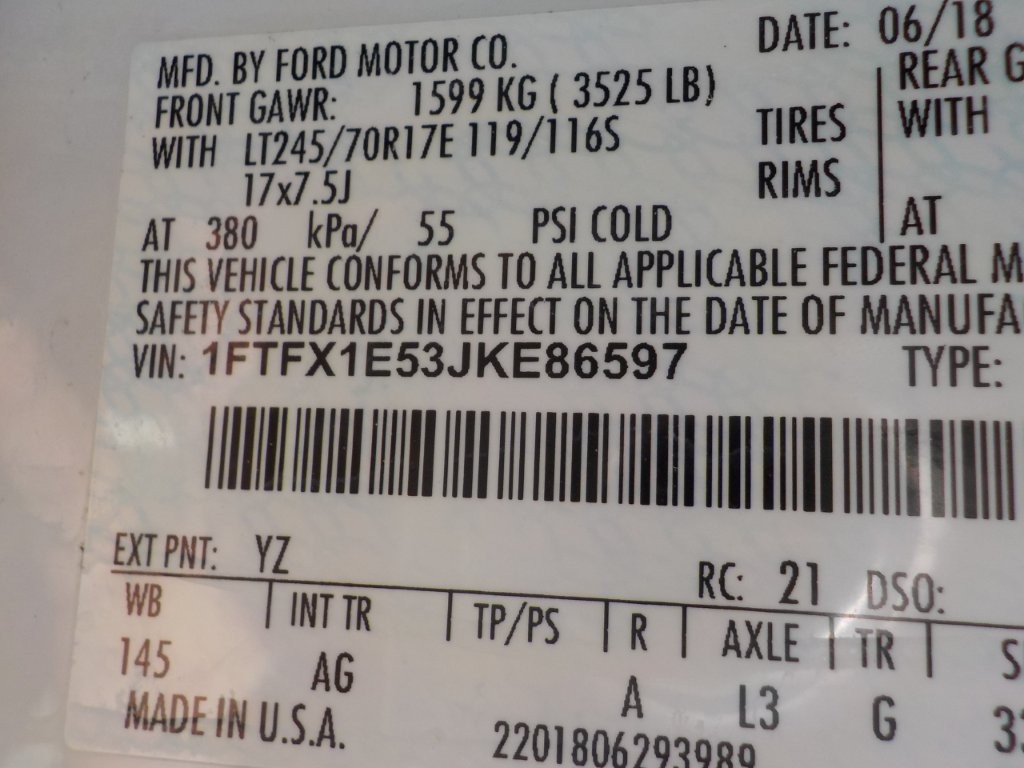 MFD. BY FORD MOTOR CO. DATE: 06/18
FRONT GAWR: 1599 KG ( 3525 LB) REAR G
WITH LT245/70R17E 119/116S TIRES WITH
17x7.5J RIMS
AT 380 kPa/ 55 PSI COLD AT
THIS VEHICLE CONFORMS TO ALL APPLICABLE FEDERAL M
SAFETY STANDARDS IN EFFECT ON THE DATE OF MANUFA
VIN: 1FTFX1E53JKE86597 TYPE:
EXT PNT: YZ RC: 21 DSO:
WB INT TR TP/PS R AXLE TR S
145 AG A L3 G 33
MADE IN U.S.A. 2201806293989